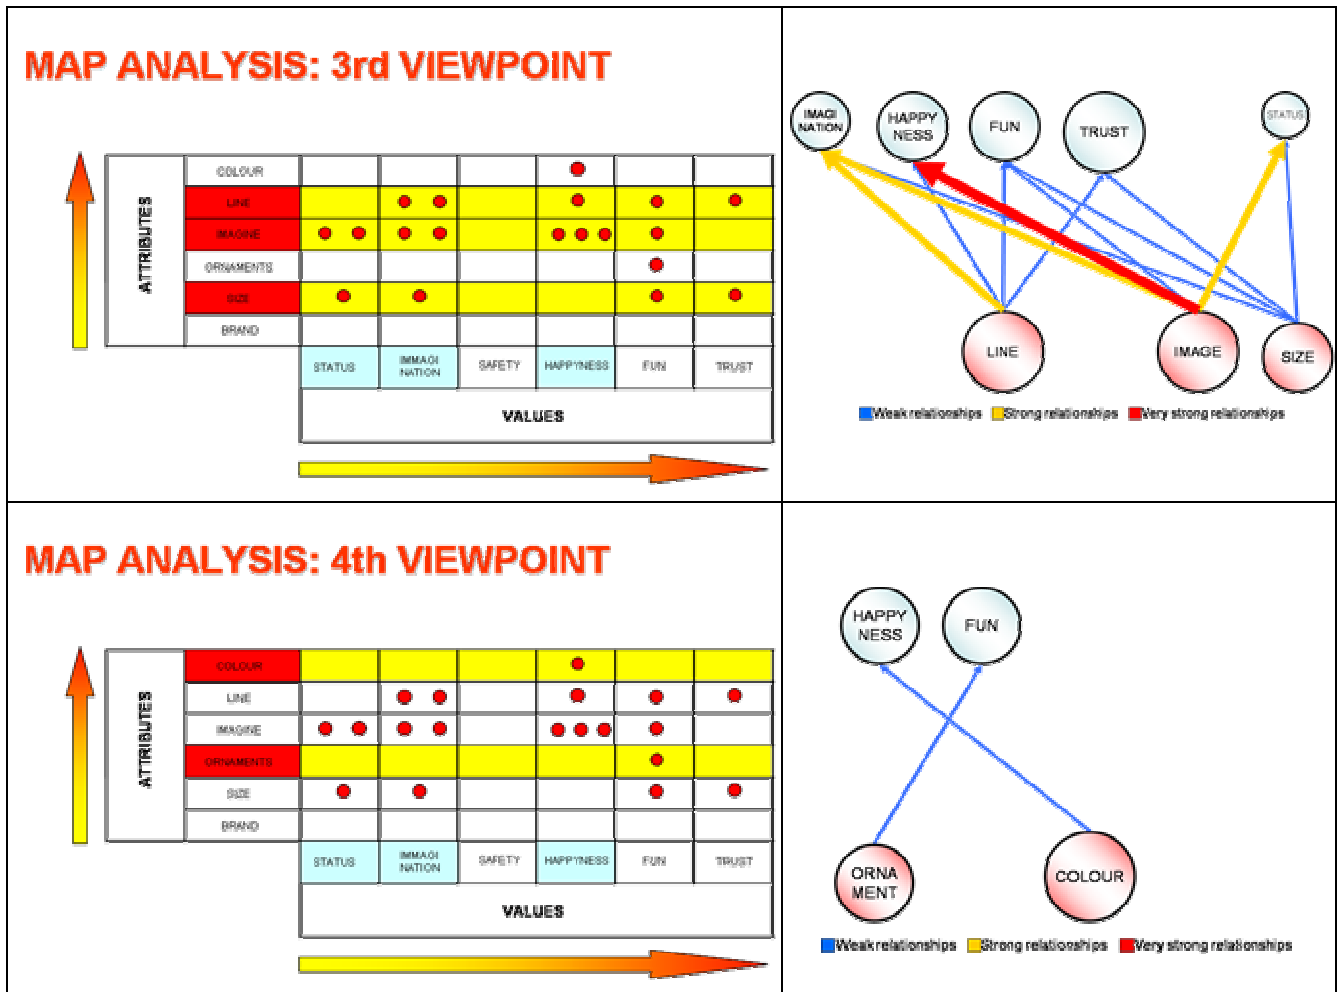 MAP ANALYSIS: 3rd VIEWPOINT
ATTRIBUTES
COLOUR
LINE
IMAGINE
ORNAMENTS
SIZE
BRAND
STATUS
IMMAGI
NATION
SAFETY
HAPPYNESS
FUN
TRUST
VALUES
IMAGI
NATION
HAPPY
NESS
FUN
TRUST
STATUS
LINE
IMAGE
SIZE
Weak relationships
Strong relationships
Very strong relationships
MAP ANALYSIS: 4th VIEWPOINT
ATTRIBUTES
COLOUR
LINE
IMAGINE
ORNAMENTS
SIZE
BRAND
STATUS
IMMAGI
NATION
SAFETY
HAPPYNESS
FUN
TRUST
VALUES
HAPPY
NESS
FUN
ORNA
MENT
COLOUR
Weak relationships
Strong relationships
Very strong relationships